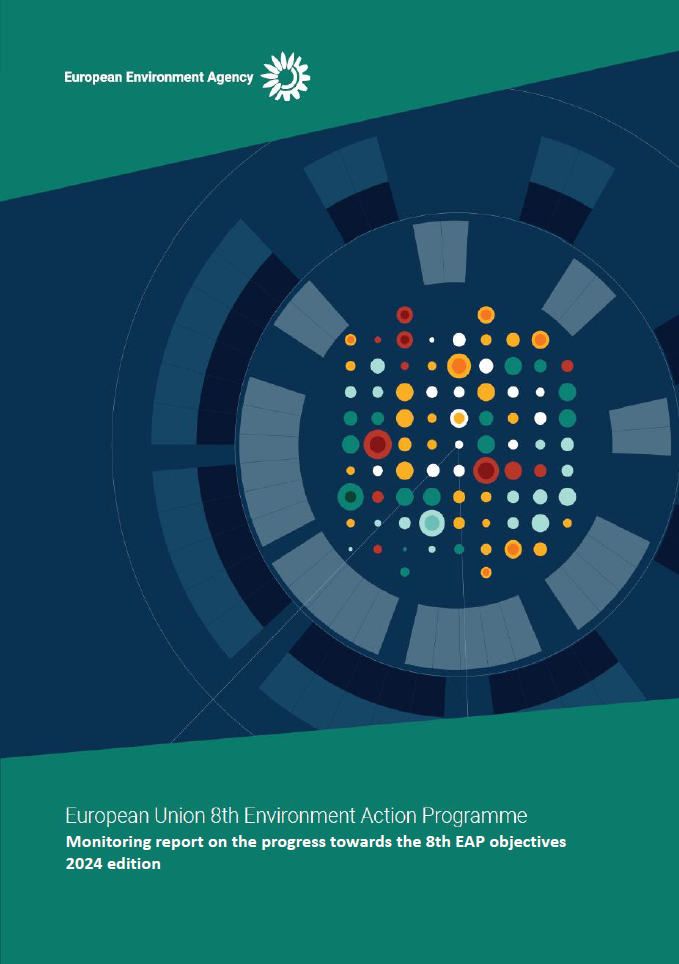 European Environment Agency
European Union 8th Environment Action Programme
Monitoring report on the progress towards the 8th EAP objectives
2024 edition